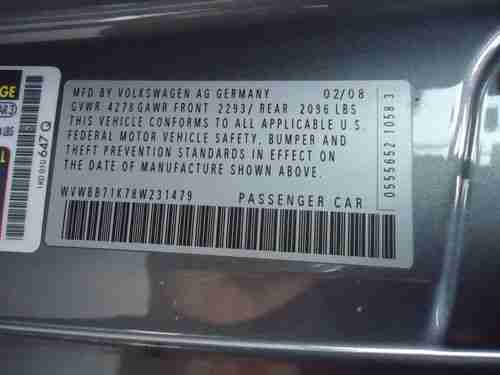 MFD BY VOLKSWAGEN AG GERMANY 02/08
GVWR 4278 GAWR FRONT 2293/ REAR 2096 LBS
THIS VEHICLE CONFORMS TO ALL APPLICABLE U.S.
FEDERAL MOTOR VEHICLE SAFETY, BUMPER AND
THEFT PREVENTION STANDARDS IN EFFECT ON
THE DATE OF MANUFACTURE SHOWN ABOVE.
WVWBB71K78W231479 PASSENGER CAR
0555652 1058 3
647 Q
LBS